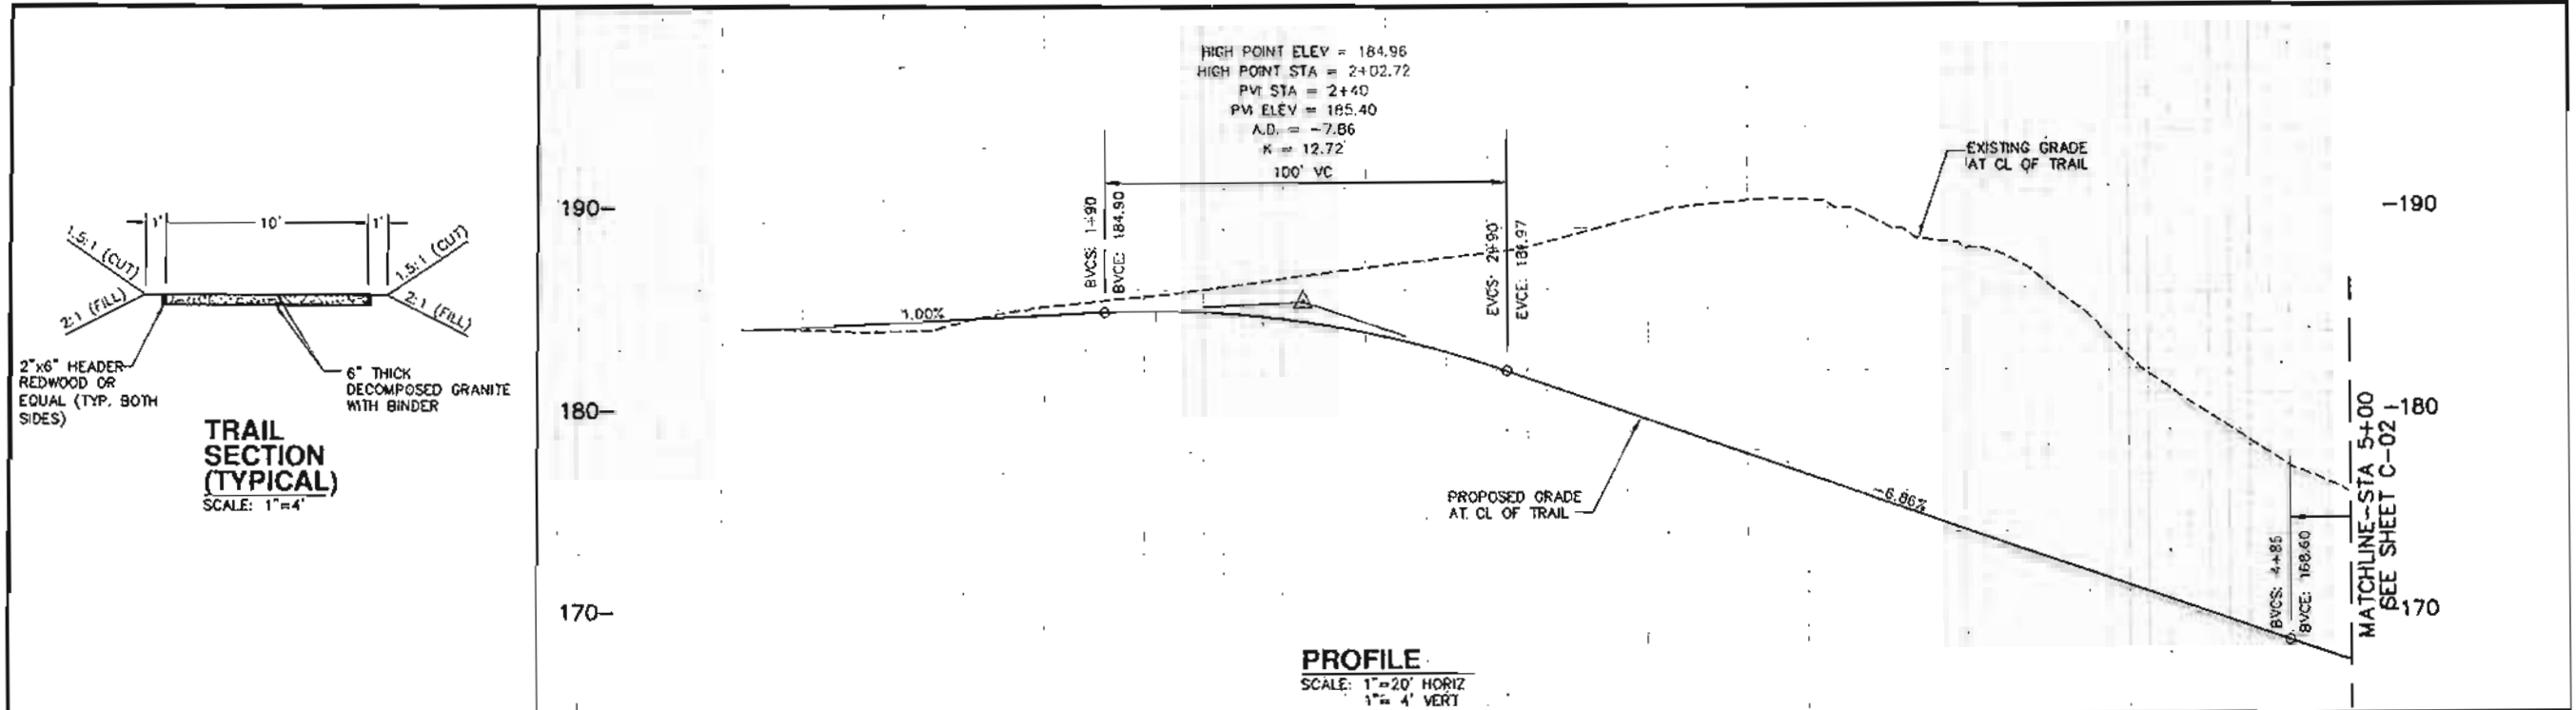 HIGH POINT ELEV = 184.96
HIGH POINT STA = 2+02.72
PVI STA = 2+40
PVI ELEV = 185.40
A.D. = -7.86
K = 12.72
100' VC
BVCS: 1+90
BVCE: 184.90
EVCS: 2+90
EVCE: 181.97
EXISTING GRADE
AT CL OF TRAIL
190-
-190
1'
10'
1'
1.5:1 (CUT)
1.5:1 (CUT)
2:1 (FILL)
2:1 (FILL)
2"x6" HEADER
REDWOOD OR
EQUAL (TYP. BOTH
SIDES)
6" THICK
DECOMPOSED GRANITE
WITH BINDER
TRAIL
SECTION
(TYPICAL)
SCALE: 1"=4'
1.00%
180-
-180
PROPOSED GRADE
AT CL OF TRAIL
-6.86%
170-
-170
BVCS: 4+85
BVCE: 168.60
MATCHLINE-STA 5+00
SEE SHEET C-02
PROFILE
SCALE: 1"=20' HORIZ
1"= 4' VERT